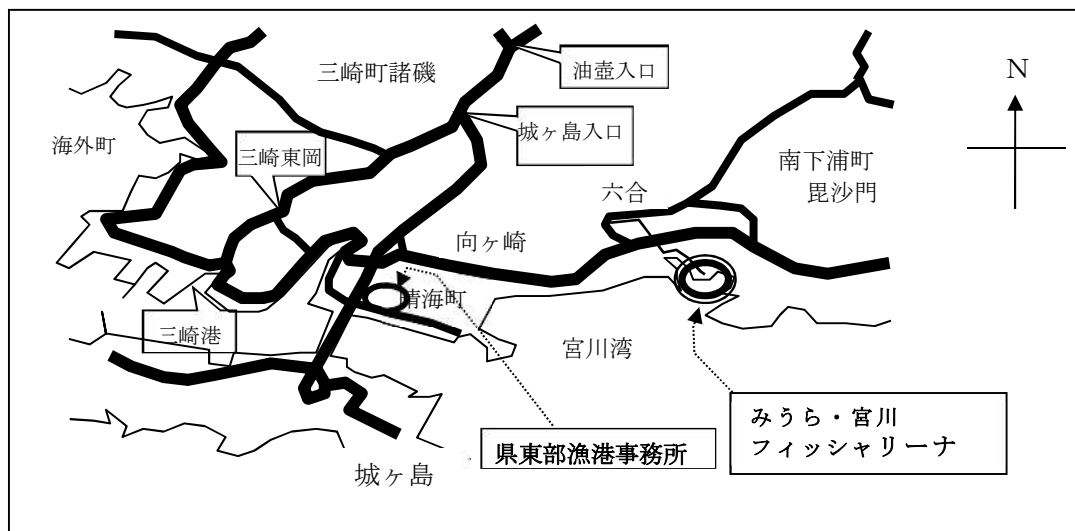 三崎町諸磯
油壺入口
N
城ヶ島入口
海外町
三崎東岡
南下浦町
毘沙門
六合
向ヶ崎
晴海町
三崎港
宮川湾
みうら・宮川
フィッシャリーナ
県東部漁港事務所
城ヶ島